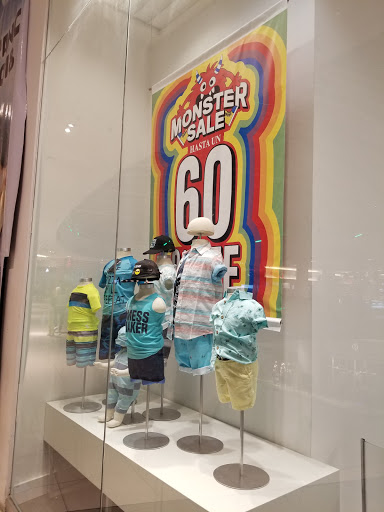 MONSTER
SALE
HASTA UN
60
MESS
MAKER